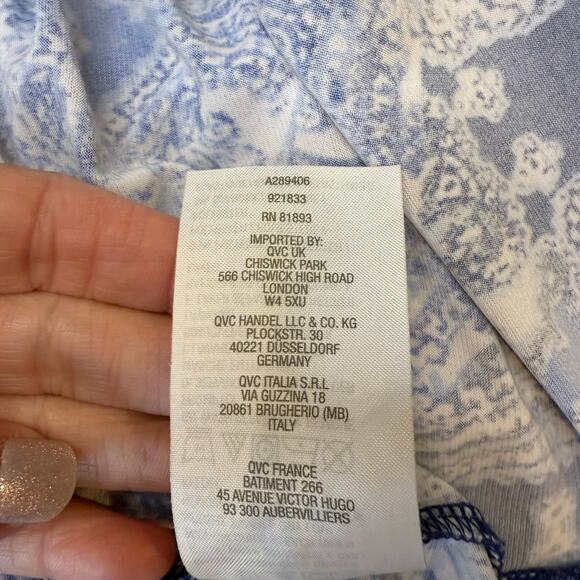 A289406
921833
RN 81893
IMPORTED BY:
QVC UK
CHISWICK PARK
566 CHISWICK HIGH ROAD
LONDON
W4 5XU
QVC HANDEL LLC & CO. KG
PLOCKSTR. 30
40221 DÜSSELDORF
GERMANY
QVC ITALIA S.R.L
VIA GUZZINA 18
20861 BRUGHERIO (MB)
ITALY
QVC FRANCE
BATIMENT 266
45 AVENUE VICTOR HUGO
93 300 AUBERVILLIERS